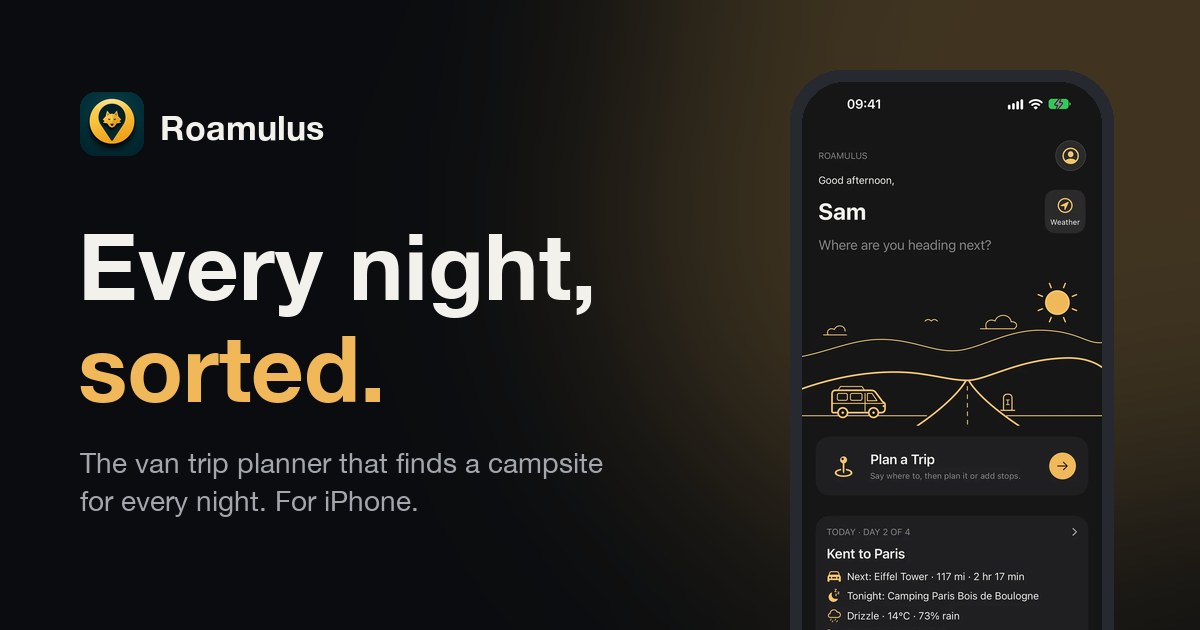 Roamulus
Every night,
sorted.
The van trip planner that finds a campsite
for every night. For iPhone.
09:41
ROAMULUS
Good afternoon,
Sam
Weather
Where are you heading next?
Plan a Trip
Say where to, then plan it or add stops.
TODAY · DAY 2 OF 4
Kent to Paris
Next: Eiffel Tower · 117 mi · 2 hr 17 min
Tonight: Camping Paris Bois de Boulogne
Drizzle · 14°C · 73% rain